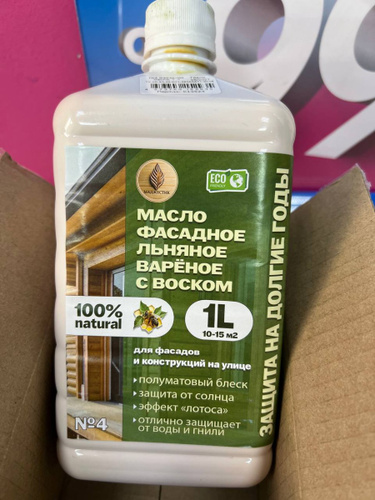 ECO
МАСЛО
ФАСАДНОЕ
ЛЬНЯНОЕ
ВАРЁНОЕ
С ВОСКОМ
100%
natural
1L
10-15 м2
для фасадов
и конструкций на улице
• полуматовый блеск
• защита от солнца
• эффект „лотоса“
• отлично защищает
от воды и гнили
№4
ЗАЩИТА НА ДОЛГИЕ ГОДЫ
99